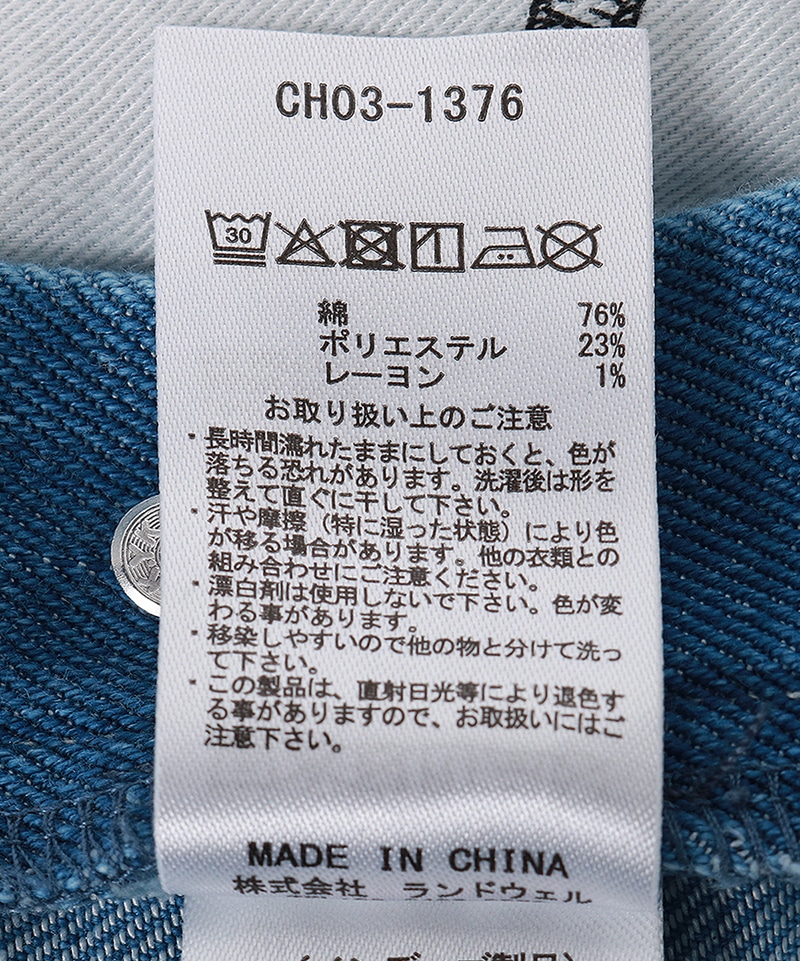 CH03-1376
30
綿 76%
ポリエステル 23%
レーヨン 1%
お取り扱い上のご注意
・長時間濡れたままにしておくと、色が
落ちる恐れがあります。洗濯後は形を
整えて直ぐに干して下さい。
・汗や摩擦（特に湿った状態）により色
が移る場合があります。他の衣類との
組み合わせにご注意ください。
・漂白剤は使用しないで下さい。色が変
わる事があります。
・移染しやすいので他の物と分けて洗っ
て下さい。
・この製品は、直射日光等により退色す
る事がありますので、お取扱いにはご
注意下さい。
MADE IN CHINA
株式会社 ランドウェル